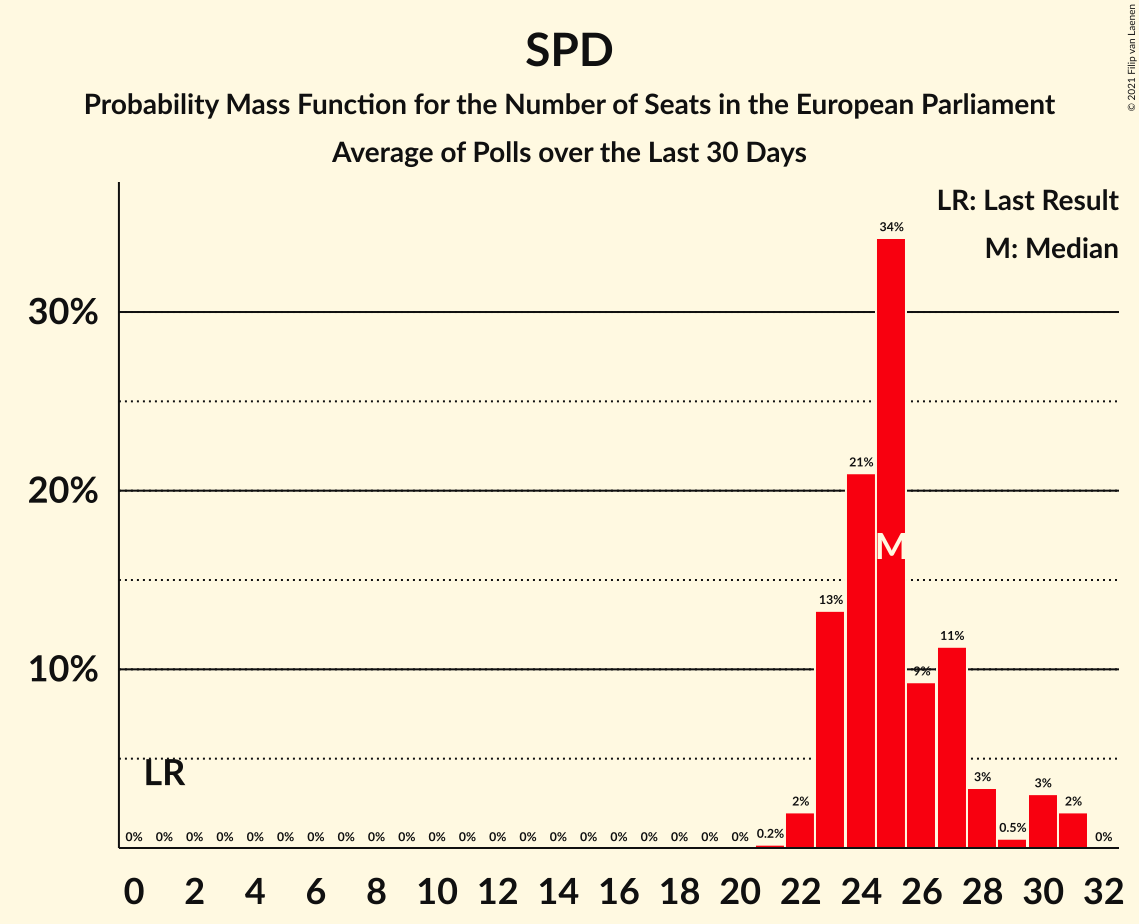 SPD
Probability Mass Function for the Number of Seats in the European Parliament
Average of Polls over the Last 30 Days
© 2021 Filip van Laenen
LR: Last Result
M: Median
34%
30%
21%
20%
M
13%
11%
10%
9%
LR
3%
3%
2%
2%
0% 0% 0% 0% 0% 0% 0% 0% 0% 0% 0% 0% 0% 0% 0% 0% 0% 0% 0% 0% 0% 0.2% 0.5% 0%
0 2 4 6 8 10 12 14 16 18 20 22 24 26 28 30 32